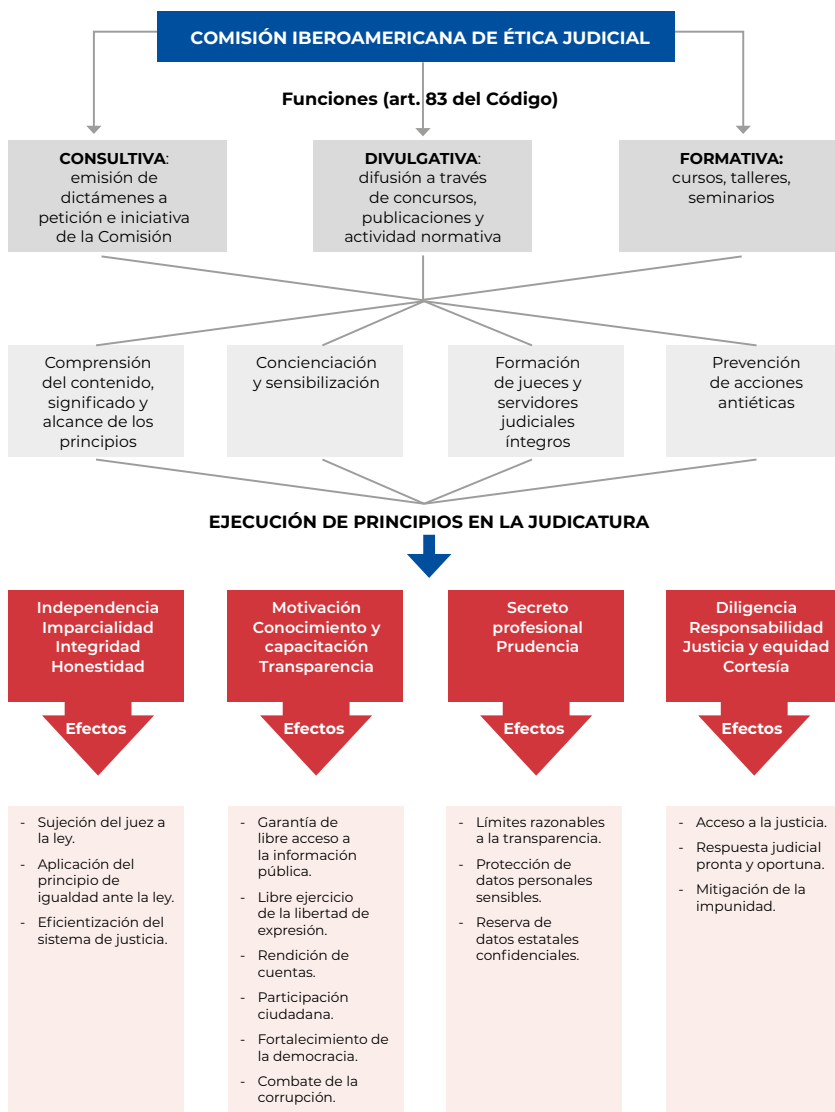 COMISIÓN IBEROAMERICANA DE ÉTICA JUDICIAL
Funciones (art. 83 del Código)
CONSULTIVA:
emisión de
dictámenes a
petición e iniciativa
de la Comisión
DIVULGATIVA:
difusión a través
de concursos,
publicaciones y
actividad normativa
FORMATIVA:
cursos, talleres,
seminarios
Comprensión
del contenido,
significado y
alcance de los
principios
Concienciación
y sensibilización
Formación
de jueces y
servidores
judiciales
íntegros
Prevención
de acciones
antiéticas
EJECUCIÓN DE PRINCIPIOS EN LA JUDICATURA
Independencia
Imparcialidad
Integridad
Honestidad
Efectos
- Sujeción del juez a
la ley.
- Aplicación del
principio de
igualdad ante la ley.
- Eficientización del
sistema de justicia.
Motivación
Conocimiento y
capacitación
Transparencia
Efectos
- Garantía de
libre acceso a
la información
pública.
- Libre ejercicio
de la libertad de
expresión.
- Rendición de
cuentas.
- Participación
ciudadana.
- Fortalecimiento de
la democracia.
- Combate de la
corrupción.
Secreto
profesional
Prudencia
Efectos
- Límites razonables
a la transparencia.
- Protección de
datos personales
sensibles.
- Reserva de
datos estatales
confidenciales.
Diligencia
Responsabilidad
Justicia y equidad
Cortesía
Efectos
- Acceso a la justicia.
- Respuesta judicial
pronta y oportuna.
- Mitigación de la
impunidad.